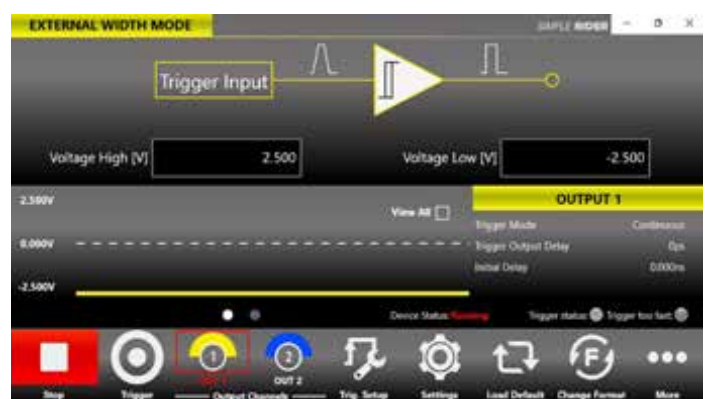 EXTERNAL WIDTH MODE
SIMPLE RIDER
Trigger Input
Voltage High [V] 2.500 Voltage Low [V] -2.500
2.500V
View All
0.000V
-2.500V
OUTPUT 1
Trigger Mode Continuous
Trigger Output Delay 0ps
Initial Delay 0.000ns
Device Status: Running Trigger status: Trigger too fast:
1 2 F
OUT 1 OUT 2
Stop Trigger Output Channels Trig. Setup Settings Load Default Change Format More